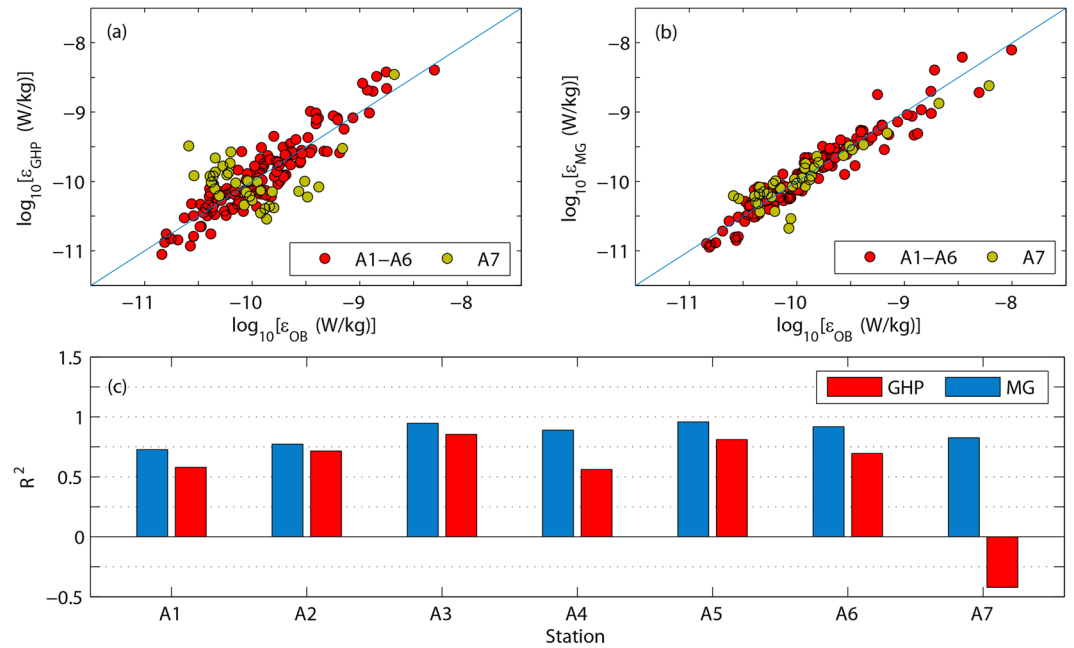 (a)
−8
−9
−10
−11
log10[εGHP (W/kg)]
A1−A6 A7
−11 −10 −9 −8
log10[εOB (W/kg)]
(b)
−8
−9
−10
−11
log10[εMG (W/kg)]
A1−A6 A7
−11 −10 −9 −8
log10[εOB (W/kg)]
(c)
GHP MG
1.5
1
0.5
0
−0.5
R2
A1 A2 A3 A4 A5 A6 A7
Station